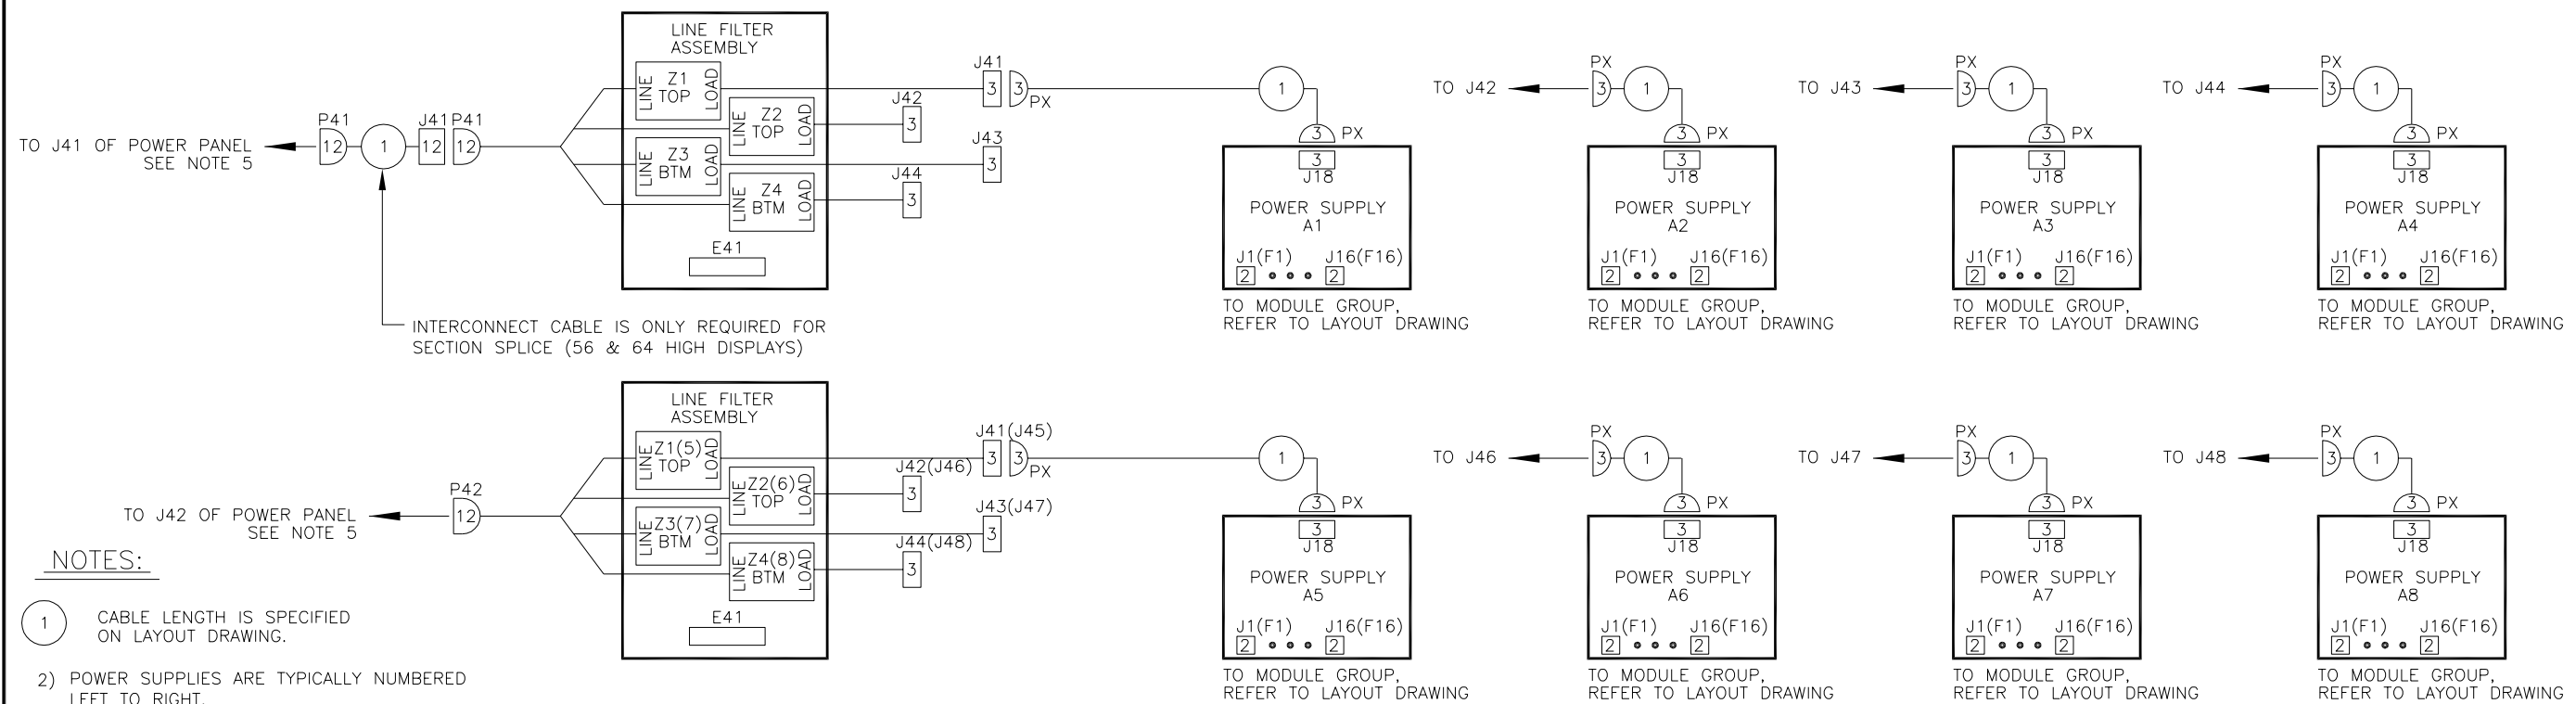 LINE FILTER
ASSEMBLY
LINE
Z1
TOP
LOAD
LINE
Z2
TOP
LOAD
LINE
Z3
BTM
LOAD
LINE
Z4
BTM
LOAD
E41
TO J41 OF POWER PANEL
SEE NOTE 5
P41
12
1
J41
12
P41
12
INTERCONNECT CABLE IS ONLY REQUIRED FOR
SECTION SPLICE (56 & 64 HIGH DISPLAYS)
J41
3
3
PX
J42
3
J43
3
J44
3
1
3
PX
3
J18
POWER SUPPLY
A1
J1(F1)
J16(F16)
2
2
TO MODULE GROUP,
REFER TO LAYOUT DRAWING
TO J42
PX
3
1
3
PX
3
J18
POWER SUPPLY
A2
J1(F1)
J16(F16)
2
2
TO MODULE GROUP,
REFER TO LAYOUT DRAWING
TO J43
PX
3
1
3
PX
3
J18
POWER SUPPLY
A3
J1(F1)
J16(F16)
2
2
TO MODULE GROUP,
REFER TO LAYOUT DRAWING
TO J44
PX
3
1
3
PX
3
J18
POWER SUPPLY
A4
J1(F1)
J16(F16)
2
2
TO MODULE GROUP,
REFER TO LAYOUT DRAWING
LINE FILTER
ASSEMBLY
LINE
Z1(5)
TOP
LOAD
LINE
Z2(6)
TOP
LOAD
LINE
Z3(7)
BTM
LOAD
LINE
Z4(8)
BTM
LOAD
E41
TO J42 OF POWER PANEL
SEE NOTE 5
P42
12
J41(J45)
3
3
PX
J42(J46)
3
J43(J47)
3
J44(J48)
3
1
3
PX
3
J18
POWER SUPPLY
A5
J1(F1)
J16(F16)
2
2
TO MODULE GROUP,
REFER TO LAYOUT DRAWING
TO J46
PX
3
1
3
PX
3
J18
POWER SUPPLY
A6
J1(F1)
J16(F16)
2
2
TO MODULE GROUP,
REFER TO LAYOUT DRAWING
TO J47
PX
3
1
3
PX
3
J18
POWER SUPPLY
A7
J1(F1)
J16(F16)
2
2
TO MODULE GROUP,
REFER TO LAYOUT DRAWING
TO J48
PX
3
1
3
PX
3
J18
POWER SUPPLY
A8
J1(F1)
J16(F16)
2
2
TO MODULE GROUP,
REFER TO LAYOUT DRAWING
NOTES:
1 CABLE LENGTH IS SPECIFIED
ON LAYOUT DRAWING.
2) POWER SUPPLIES ARE TYPICALLY NUMBERED
LEFT TO RIGHT.